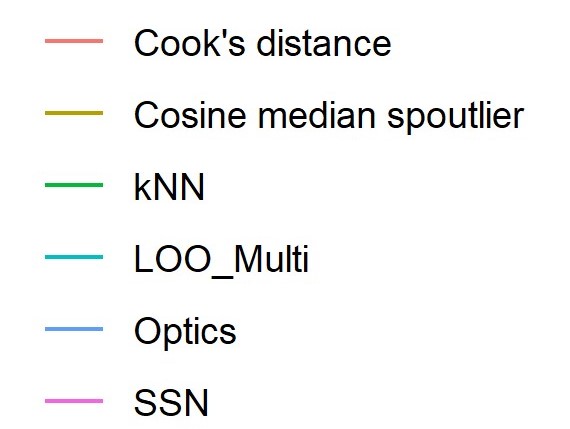 Cook's distance
Cosine median spoutlier
kNN
LOO_Multi
Optics
SSN